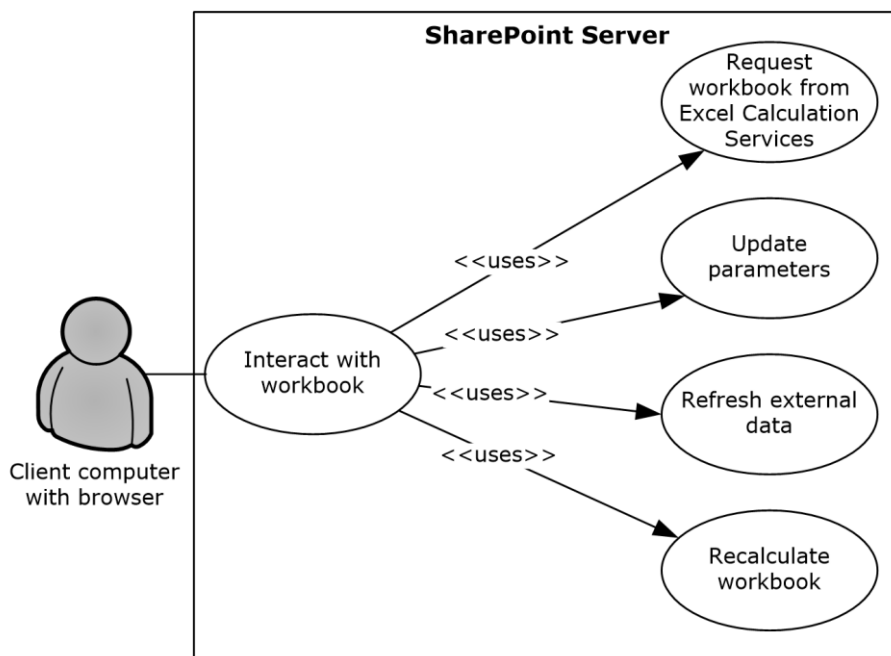 SharePoint Server
Request
workbook from
Excel Calculation
Services
<<uses>>
Update
parameters
<<uses>>
Interact with
workbook
<<uses>>
Refresh external
data
<<uses>>
Client computer
with browser
Recalculate
workbook